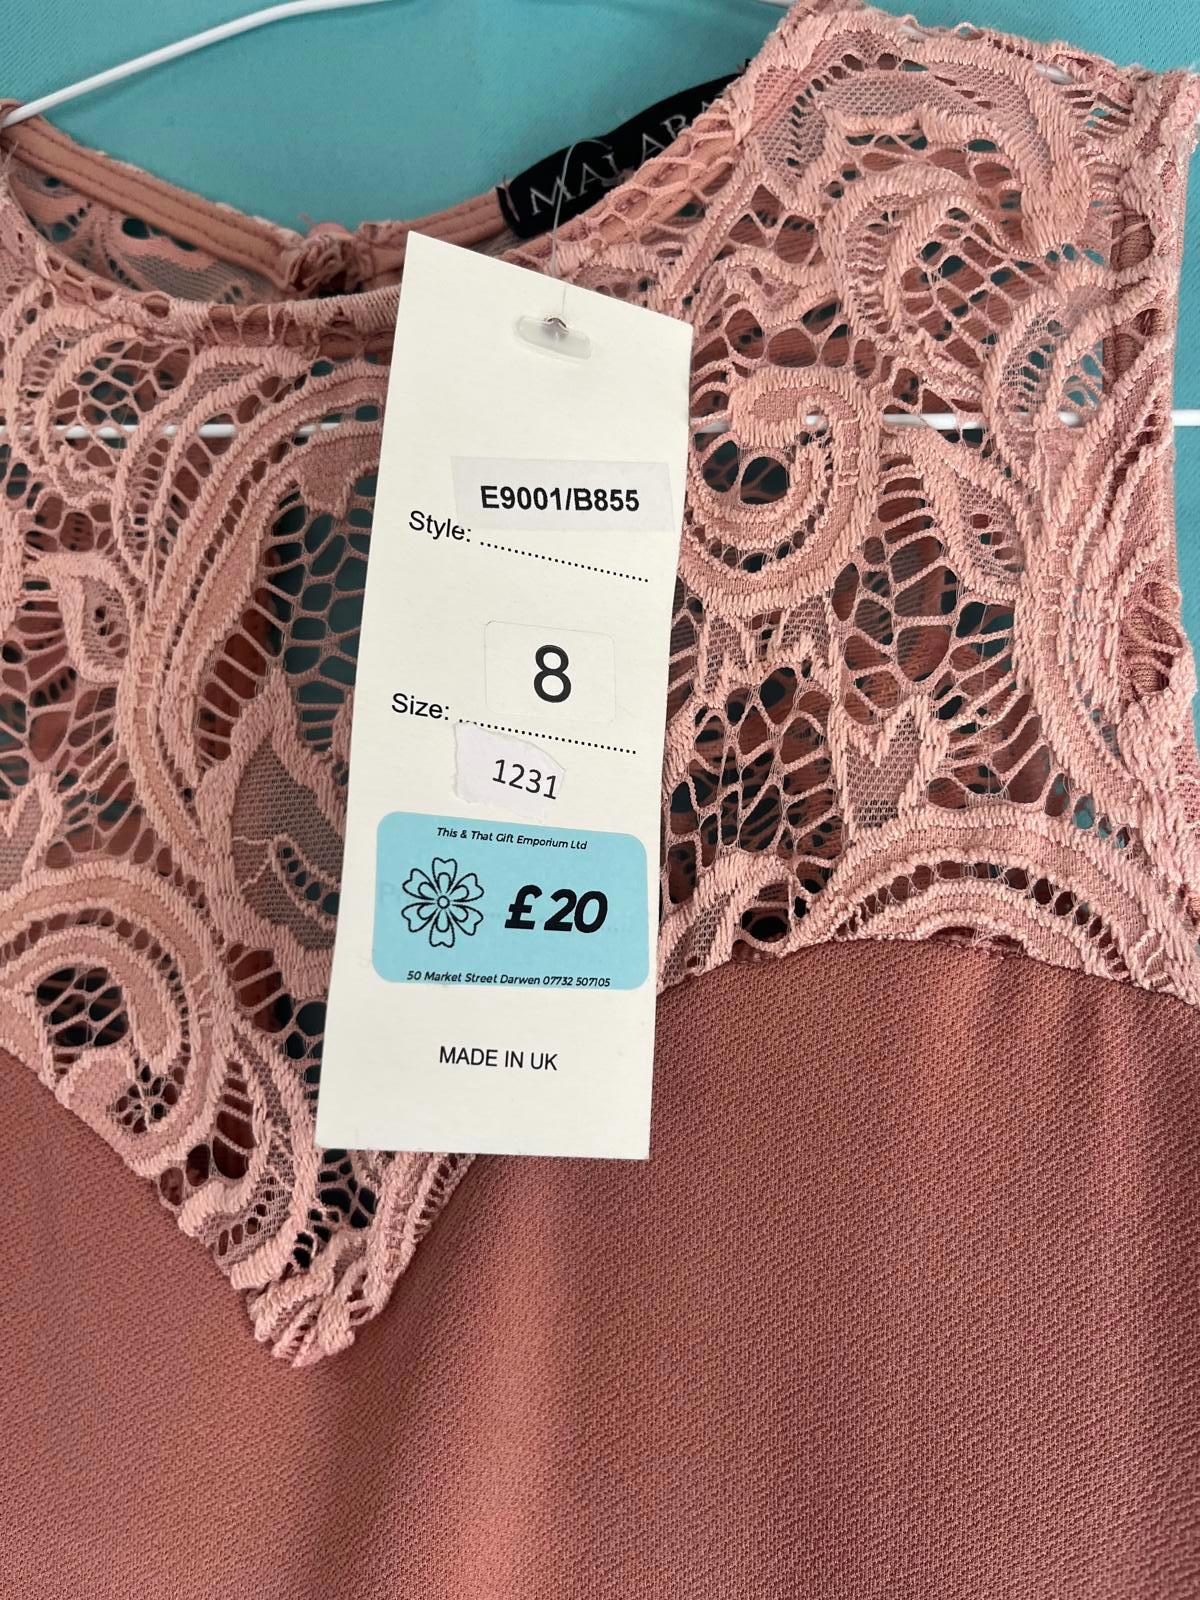 E9001/B855
Style: ........................
8
Size: ........................
1231
This & That Gift Emporium Ltd
£20
50 Market Street Darwen 07732 507105
MADE IN UK